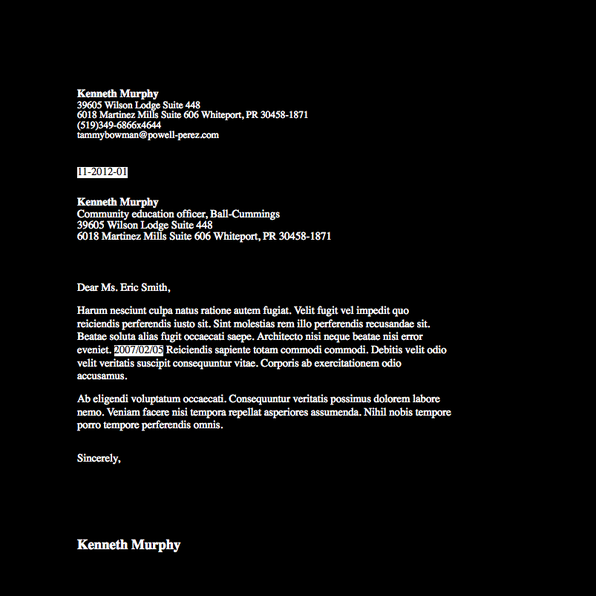 Kenneth Murphy
39605 Wilson Lodge Suite 448
6018 Martinez Mills Suite 606 Whiteport, PR 30458-1871
(519)349-6866x4644
tammybowman@powell-perez.com
11-2012-01
Kenneth Murphy
Community education officer, Ball-Cummings
39605 Wilson Lodge Suite 448
6018 Martinez Mills Suite 606 Whiteport, PR 30458-1871
Dear Ms. Eric Smith,
Harum nesciunt culpa natus ratione autem fugiat. Velit fugit vel impedit quo
reiciendis perferendis iusto sit. Sint molestias rem illo perferendis recusandae sit.
Beatae soluta alias fugit occaecati saepe. Architecto nisi neque beatae nisi error
eveniet. 2007/02/05 Reiciendis sapiente totam commodi commodi. Debitis velit odio
velit veritatis suscipit consequuntur vitae. Corporis ab exercitationem odio
accusamus.
Ab eligendi voluptatum occaecati. Consequuntur veritatis possimus dolorem labore
nemo. Veniam facere nisi tempora repellat asperiores assumenda. Nihil nobis tempore
porro tempore perferendis omnis.
Sincerely,
Kenneth Murphy